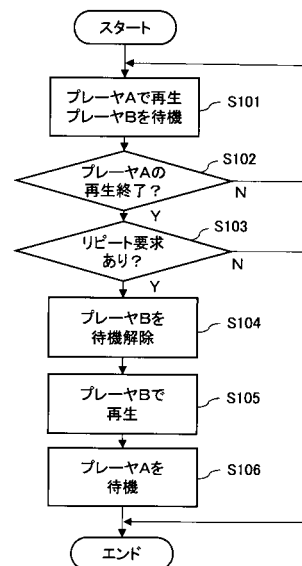 スタート
プレーヤAで再生
プレーヤBを待機
S101
プレーヤAの
再生終了？
S102
N
Y
リピート要求
あり？
S103
N
Y
プレーヤBを
待機解除
S104
プレーヤBで
再生
S105
プレーヤAを
待機
S106
エンド